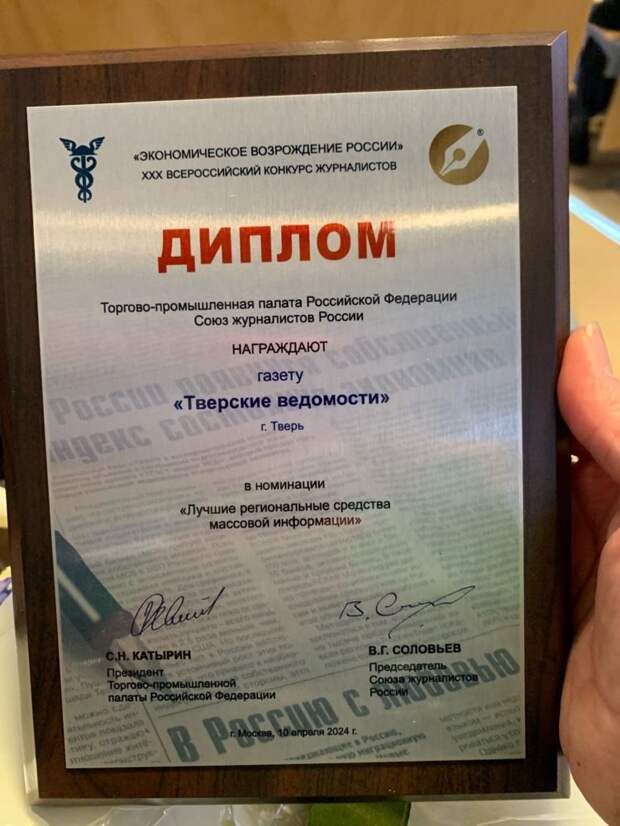 «ЭКОНОМИЧЕСКОЕ ВОЗРОЖДЕНИЕ РОССИИ»
XXX ВСЕРОССИЙСКИЙ КОНКУРС ЖУРНАЛИСТОВ
®
ДИПЛОМ
Торгово-промышленная палата Российской Федерации
Союз журналистов России
НАГРАЖДАЮТ
газету
«Тверские ведомости»
г. Тверь
в номинации
«Лучшие региональные средства
массовой информации»
С.Н. КАТЫРИН
Президент
Торгово-промышленной
палаты Российской Федерации
В.Г. СОЛОВЬЕВ
Председатель
Союза журналистов
России
В РОССИЮ С ЛЮБОВЬЮ
г. Москва, 10 апреля 2024 г.